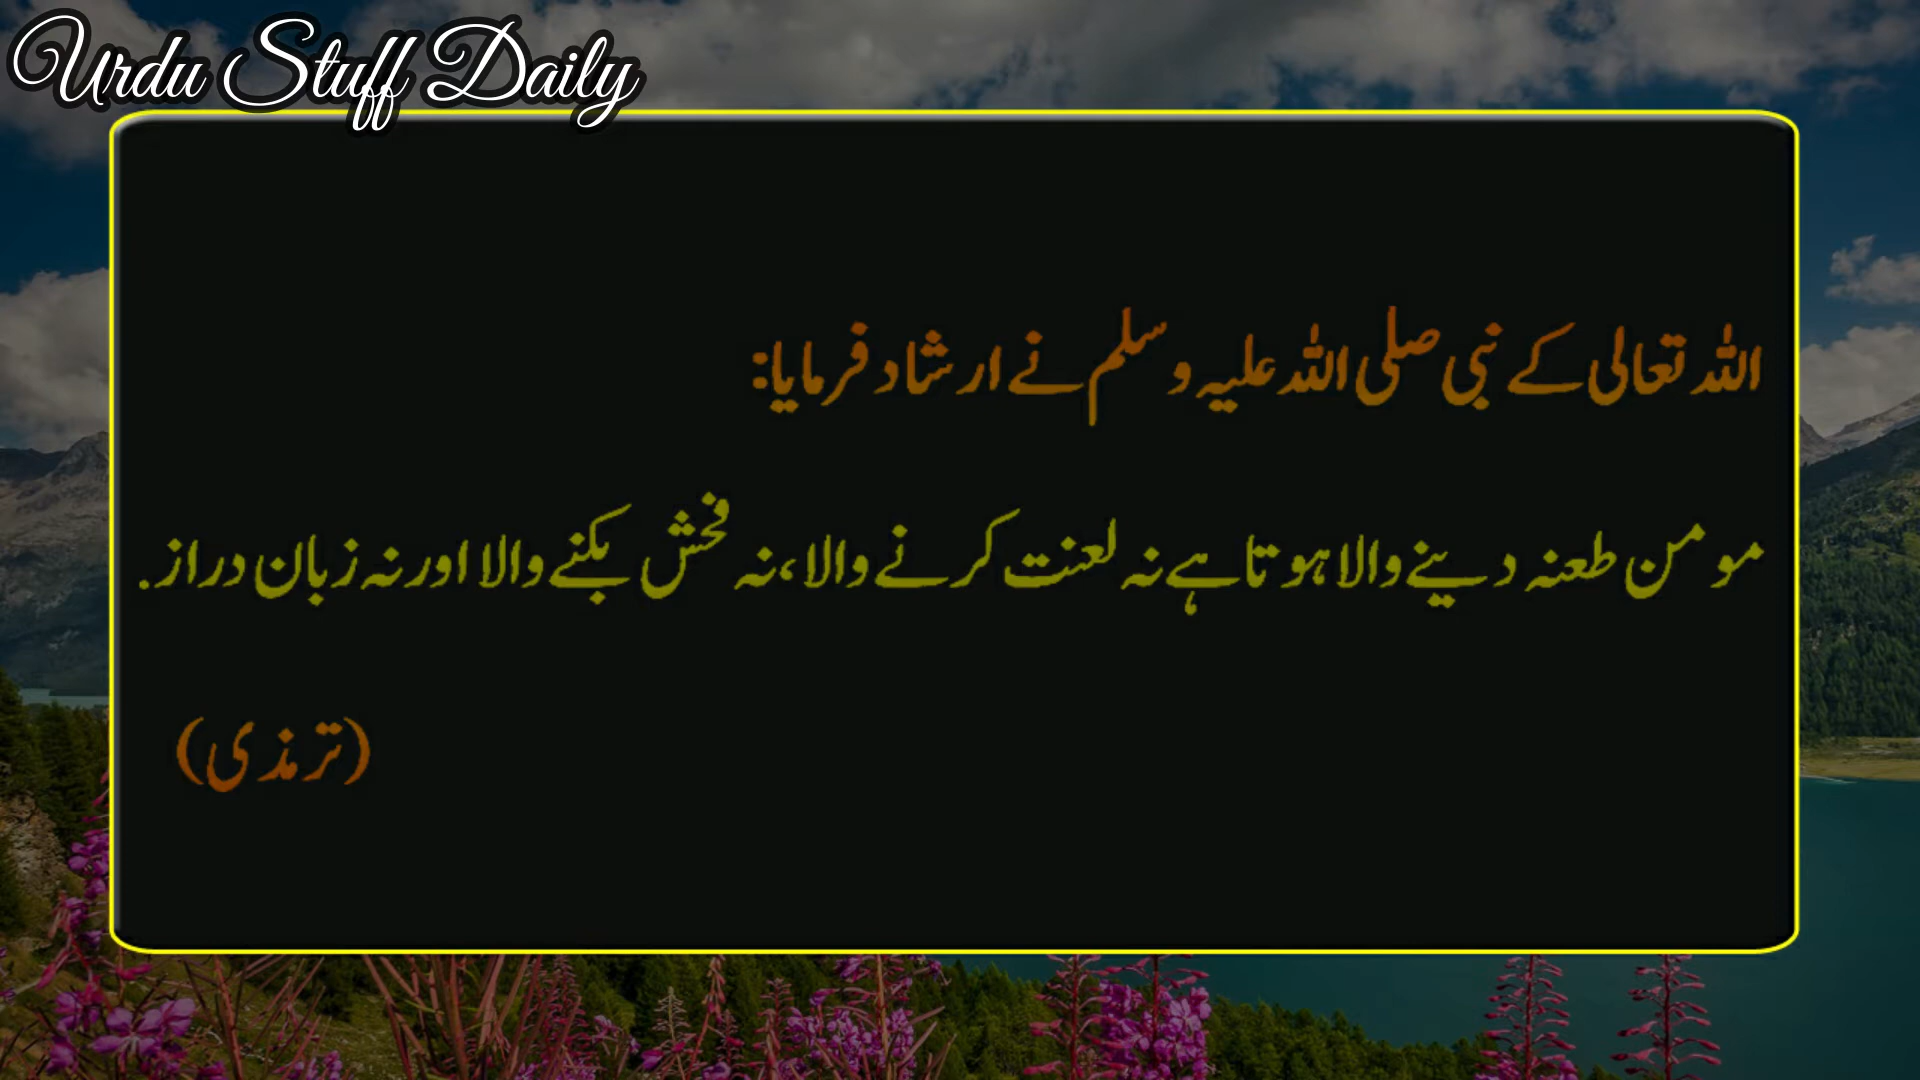 Urdu Stuff Daily
اللہ تعالی کے نبی صلی اللہ علیہ وسلم نے ارشاد فرمایا:
مومن طعنہ دینے والا ہوتا ہے نہ لعنت کرنے والا، نہ فحش بکنے والا اور نہ زبان دراز.
(ترمذی)